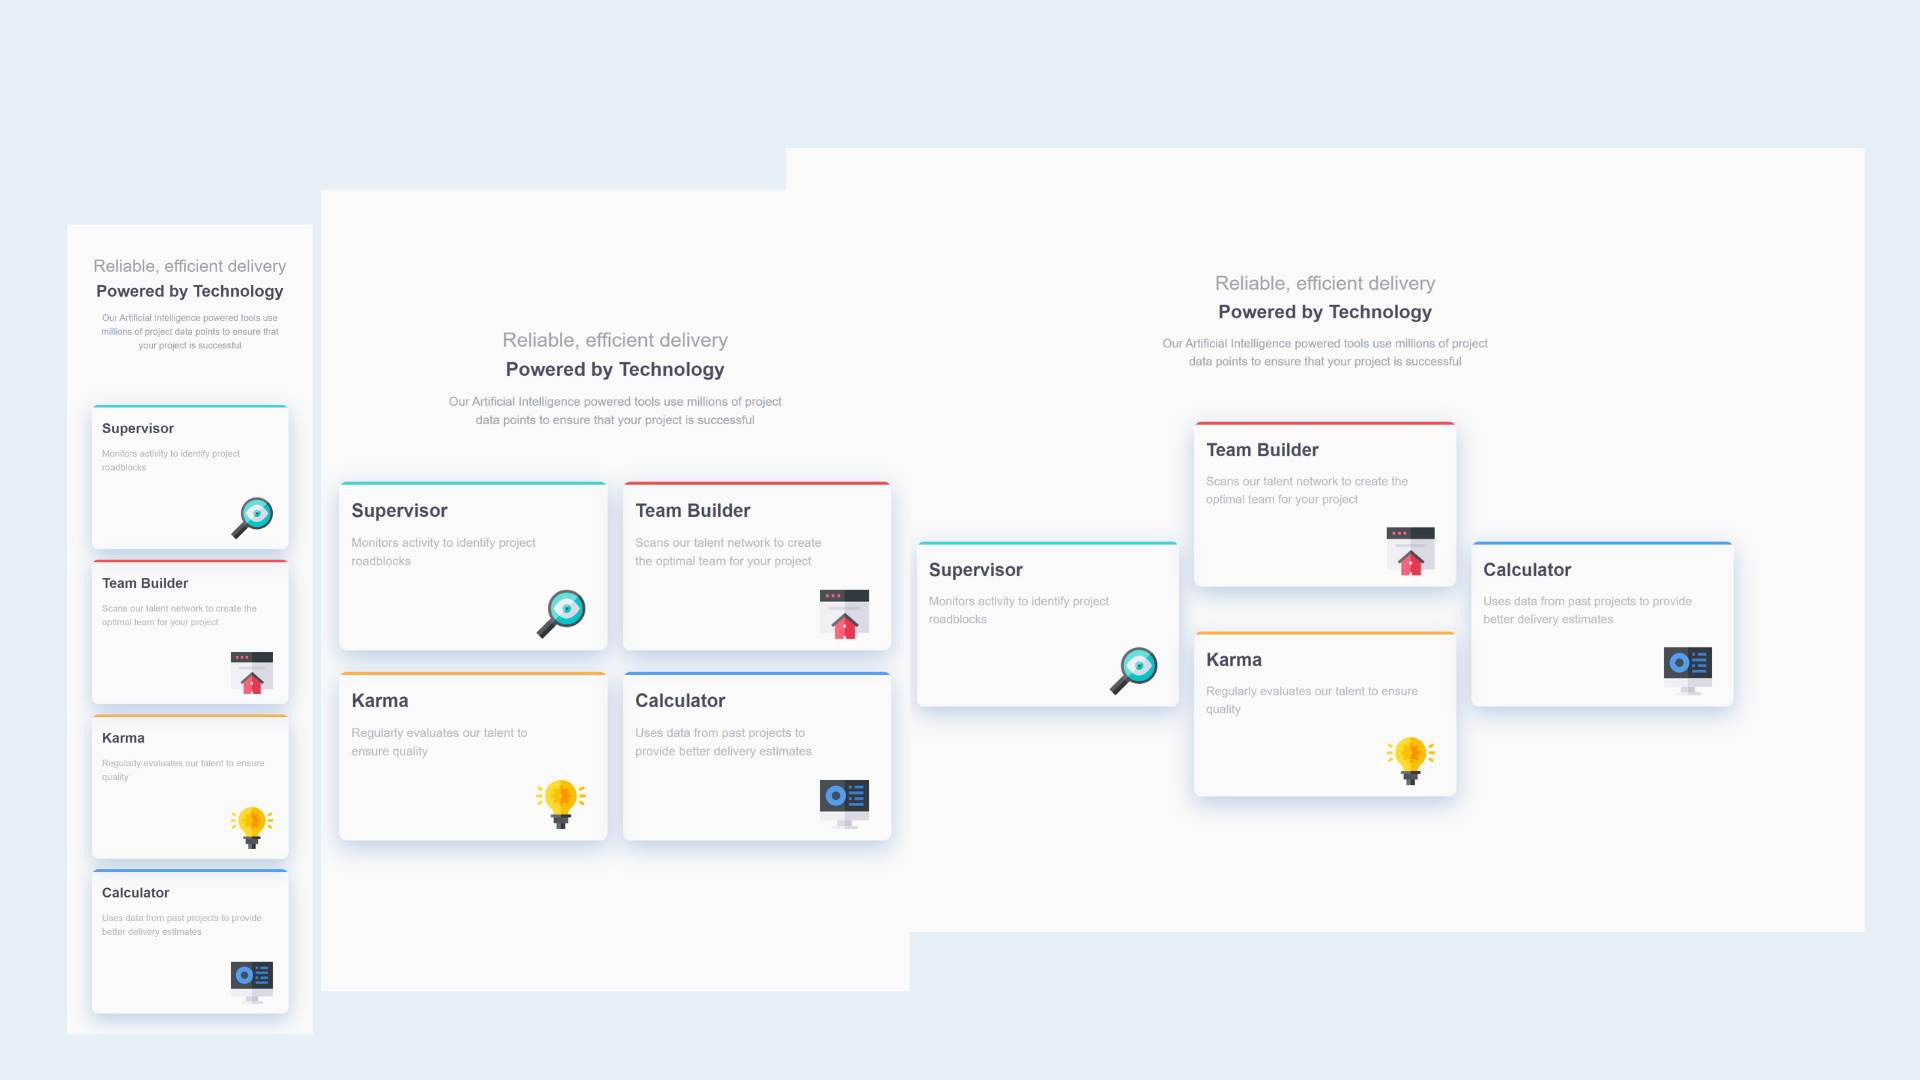 Reliable, efficient delivery
Powered by Technology
Our Artificial Intelligence powered tools use
millions of project data points to ensure that
your project is successful
Supervisor
Monitors activity to identify project
roadblocks
Team Builder
Scans our talent network to create the
optimal team for your project
Karma
Regularly evaluates our talent to ensure
quality
Calculator
Uses data from past projects to provide
better delivery estimates
Reliable, efficient delivery
Powered by Technology
Our Artificial Intelligence powered tools use millions of project
data points to ensure that your project is successful
Supervisor
Monitors activity to identify project
roadblocks
Team Builder
Scans our talent network to create
the optimal team for your project
Karma
Regularly evaluates our talent to
ensure quality
Calculator
Uses data from past projects to
provide better delivery estimates
Reliable, efficient delivery
Powered by Technology
Our Artificial Intelligence powered tools use millions of project
data points to ensure that your project is successful
Supervisor
Monitors activity to identify project
roadblocks
Team Builder
Scans our talent network to create the
optimal team for your project
Karma
Regularly evaluates our talent to ensure
quality
Calculator
Uses data from past projects to provide
better delivery estimates